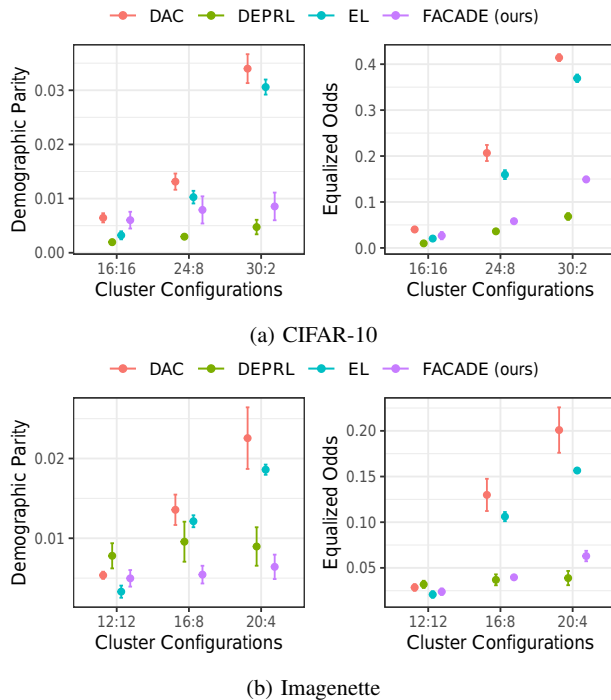 DAC DEPRL EL FACADE (ours)
Demographic Parity
0.03
0.02
0.01
0.00
16:16 24:8 30:2
Cluster Configurations
Equalized Odds
0.4
0.3
0.2
0.1
0.0
16:16 24:8 30:2
Cluster Configurations
(a) CIFAR-10
DAC DEPRL EL FACADE (ours)
Demographic Parity
0.02
0.01
12:12 16:8 20:4
Cluster Configurations
Equalized Odds
0.20
0.15
0.10
0.05
0.00
12:12 16:8 20:4
Cluster Configurations
(b) Imagenette